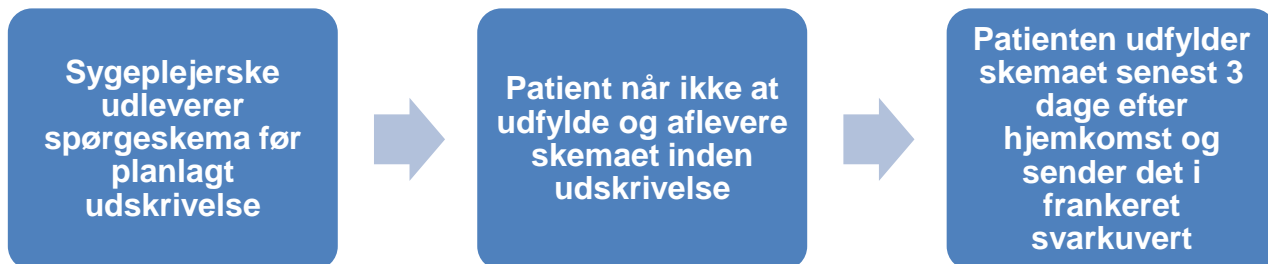 Sygeplejerske
udleverer
spørgeskema før
planlagt
udskrivelse
Patient når ikke at
udfylde og aflevere
skemaet inden
udskrivelse
Patienten udfylder
skemaet senest 3
dage efter
hjemkomst og
sender det i
frankeret
svarkuvert